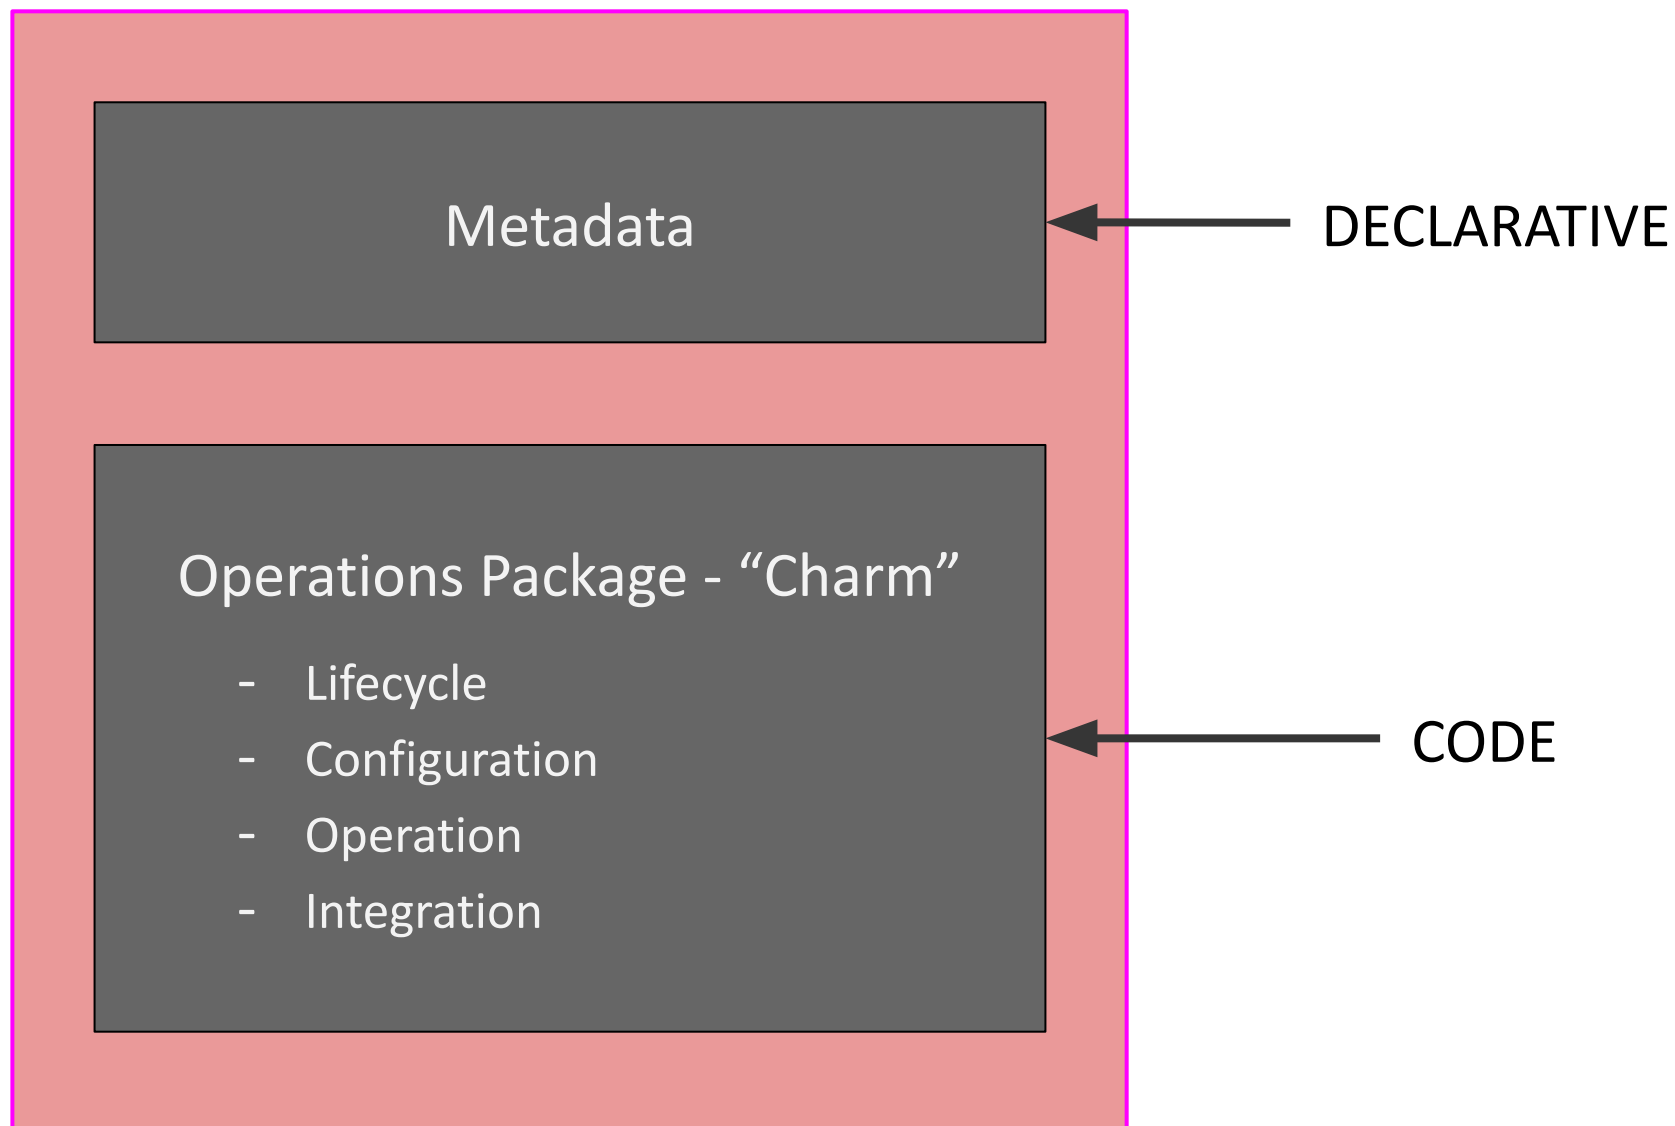 Metadata
DECLARATIVE
Operations Package - “Charm”
- Lifecycle
- Configuration
CODE
- Operation
- Integration